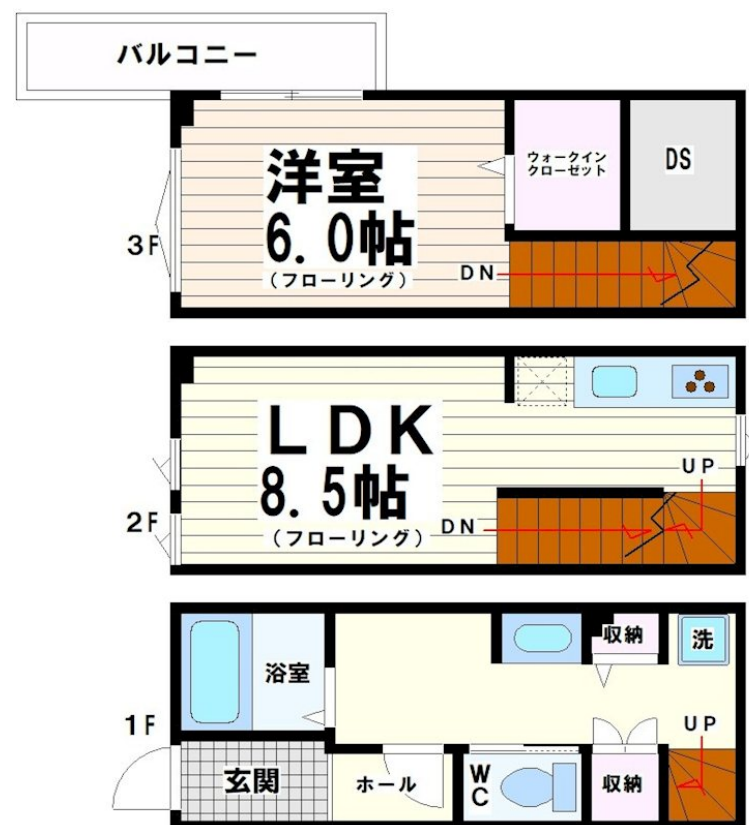 バルコニー
洋室
6.0帖
(フローリング)
ウォークイン
クローゼット
DS
3F
DN
LDK
8.5帖
(フローリング)
2F
DN
UP
浴室
収納
洗
1F
UP
玄関
ホール
WC
収納